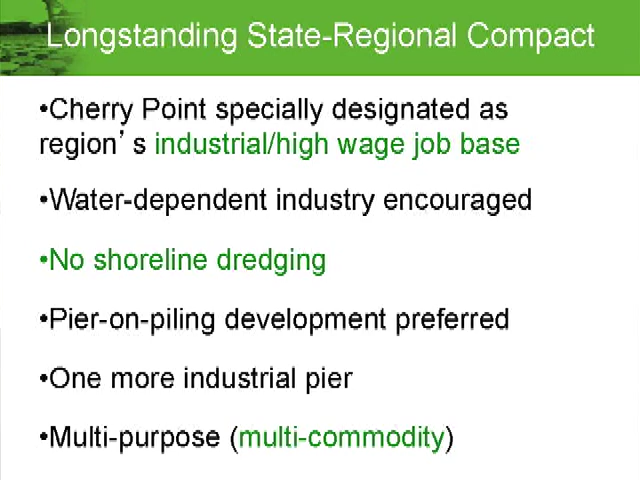 Longstanding State-Regional Compact
•Cherry Point specially designated as
region’s industrial/high wage job base
•Water-dependent industry encouraged
•No shoreline dredging
•Pier-on-piling development preferred
•One more industrial pier
•Multi-purpose (multi-commodity)